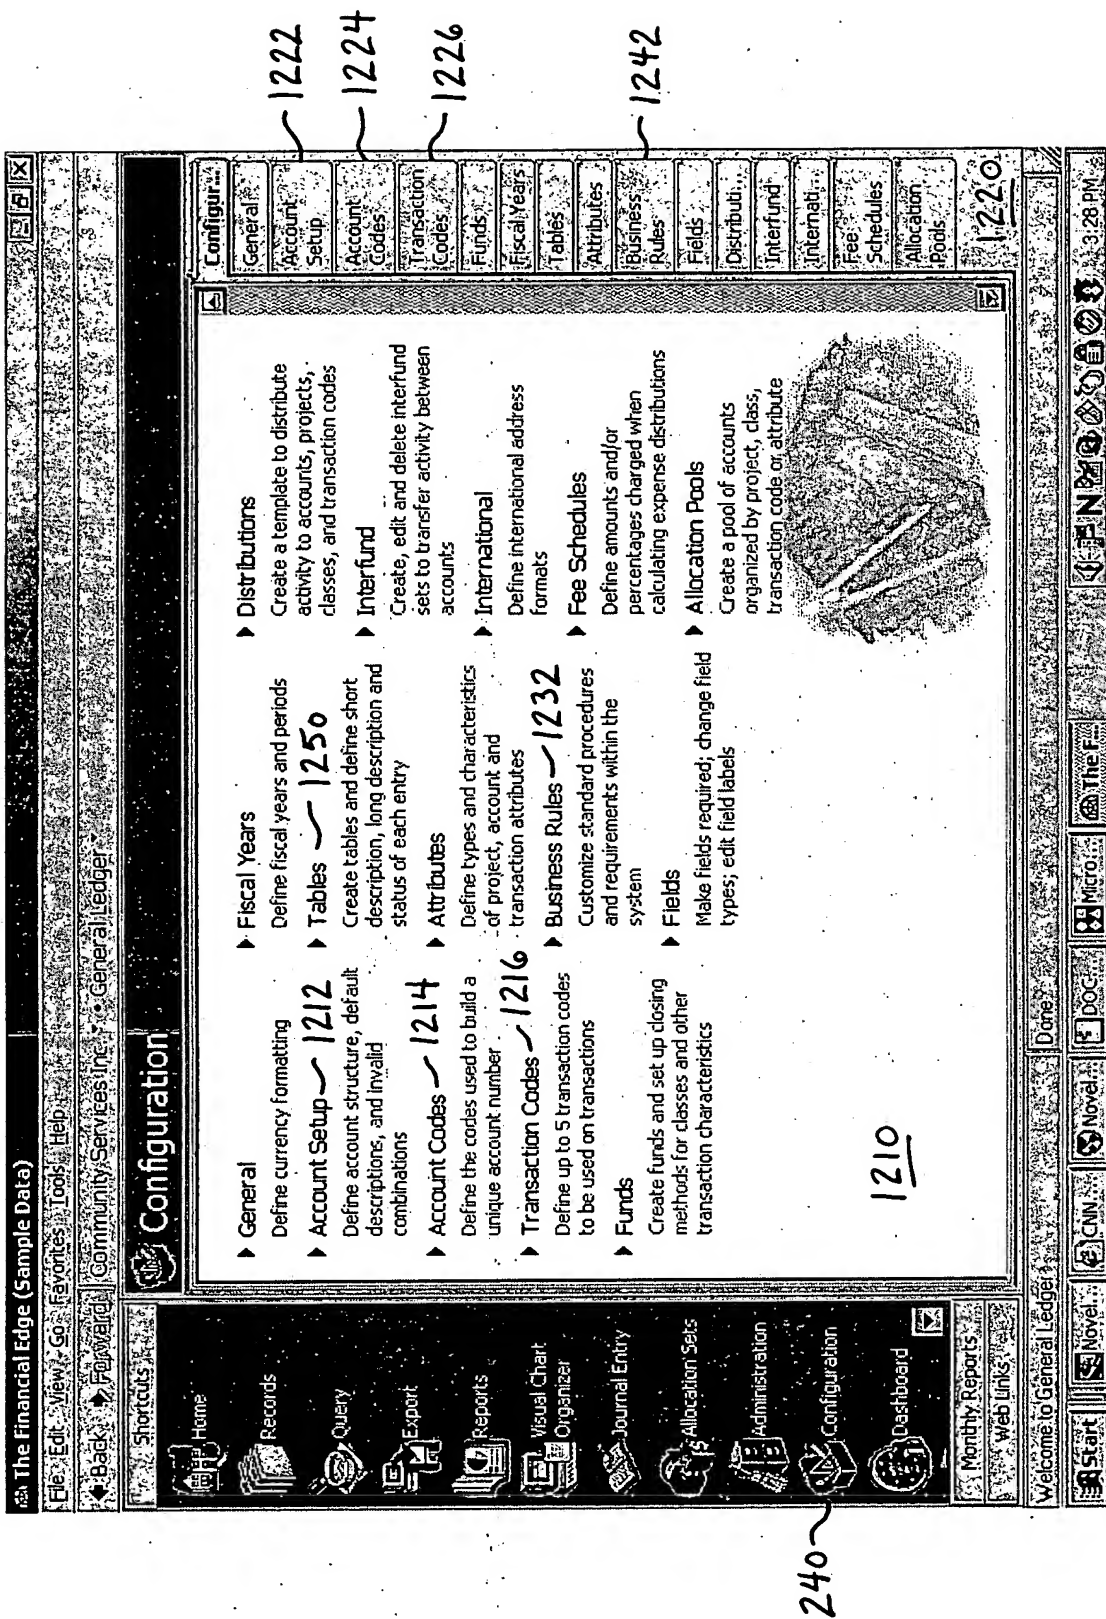 The Financial Edge (Sample Data)
File Edit View Go Favorites Tools Help
Back Forward Community Services Inc. General Ledger
Shortcuts
Home
Records
Query
Export
Reports
Visual Chart
Organizer
Journal Entry
Allocation Sets
Administration
Configuration
Dashboard
Monthly Reports
Web Links
240
Configuration
General
Define currency formatting
Account Setup 1212
Define account structure, default
descriptions, and invalid
combinations
Account Codes 1214
Define the codes used to build a
unique account number
Transaction Codes 1216
Define up to 5 transaction codes
to be used on transactions
Funds
Create funds and set up closing
methods for classes and other
transaction characteristics
1210
Fiscal Years
Define fiscal years and periods
Tables 1250
Create tables and define short
description, long description and
status of each entry
Attributes
Define types and characteristics
of project, account and
transaction attributes
Business Rules 1232
Customize standard procedures
and requirements within the
system
Fields
Make fields required; change field
types; edit field labels
Distributions
Create a template to distribute
activity to accounts, projects,
classes, and transaction codes
Interfund
Create, edit and delete interfund
sets to transfer activity between
accounts
International
Define international address
formats
Fee Schedules
Define amounts and/or
percentages charged when
calculating expense distributions
Allocation Pools
Create a pool of accounts
organized by project, class,
transaction code or attribute
Configur...
General
Account
Setup
1222
Account
Codes
1224
Transaction
Codes
1226
Funds
Fiscal Years
Tables
Attributes
Business
Rules
1242
Fields
Distributi...
Interfund
Internati...
Fee
Schedules
Allocation
Pools
1220
Welcome to General Ledger
Done
Start Novel... CNN... Novel... DOC... Micro... The F... 3:28 PM